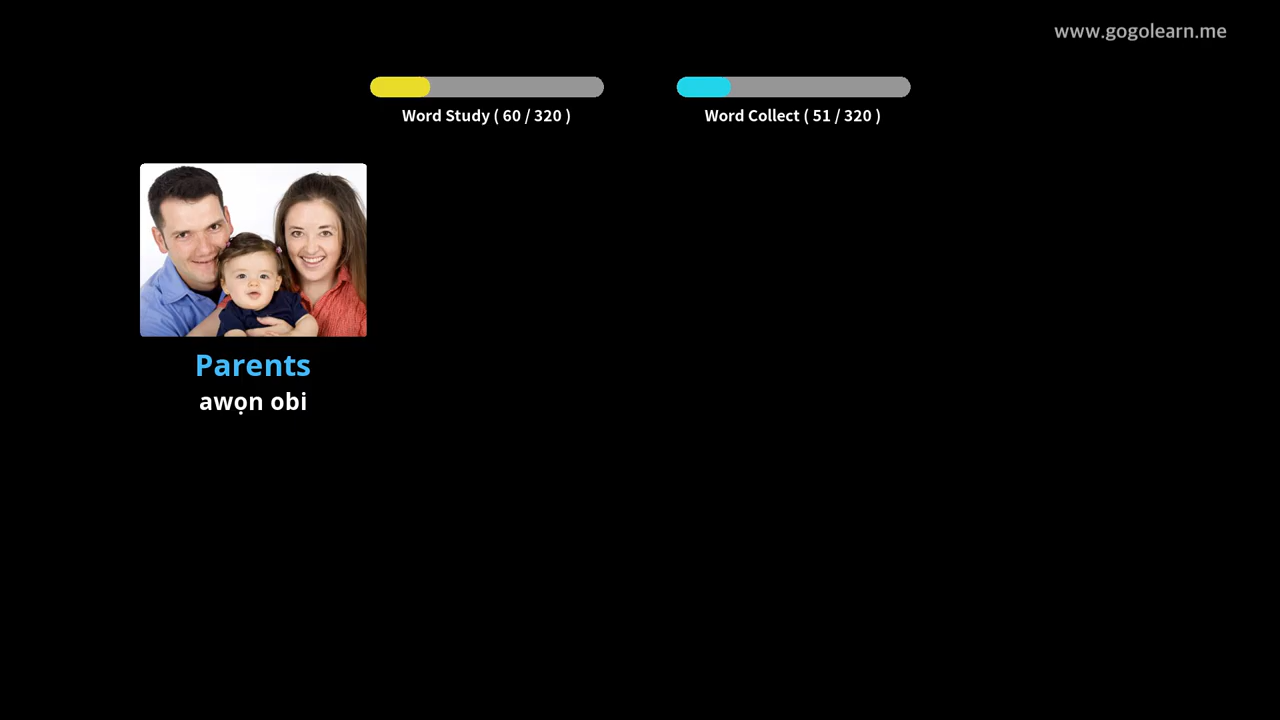 www.gogolearn.me
Word Study ( 60 / 320 )
Word Collect ( 51 / 320 )
Parents
awọn obi